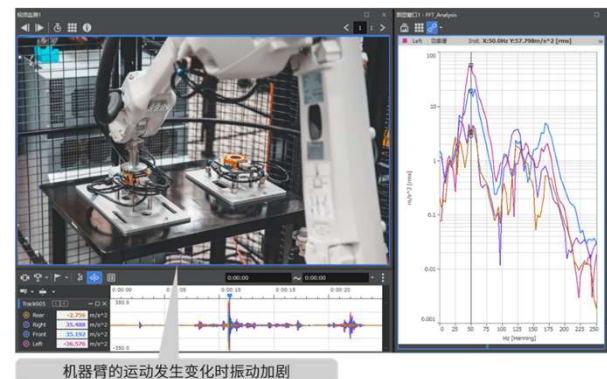 视频监测1
1
测定窗口1 - FFT_Analysis
Left 功率谱 Inst. X:50.0Hz Y:57.798m/s^2 [rms]
100
10
1
0.1
0.01
0.001
m/s^2 [rms]
0 25 50 75 100 125 150 175 200 225 250
Hz [Hanning]
0:00:00 ~ 0:00:00
0:00:00 0:00:05 0:00:10 0:00:15 0:00:20
Track005
350.0
Rear -2.756 m/s^2
Right 35.488 m/s^2
Front 35.192 m/s^2
Left -36.576 m/s^2
-350.0
机器臂的运动发生变化时振动加剧